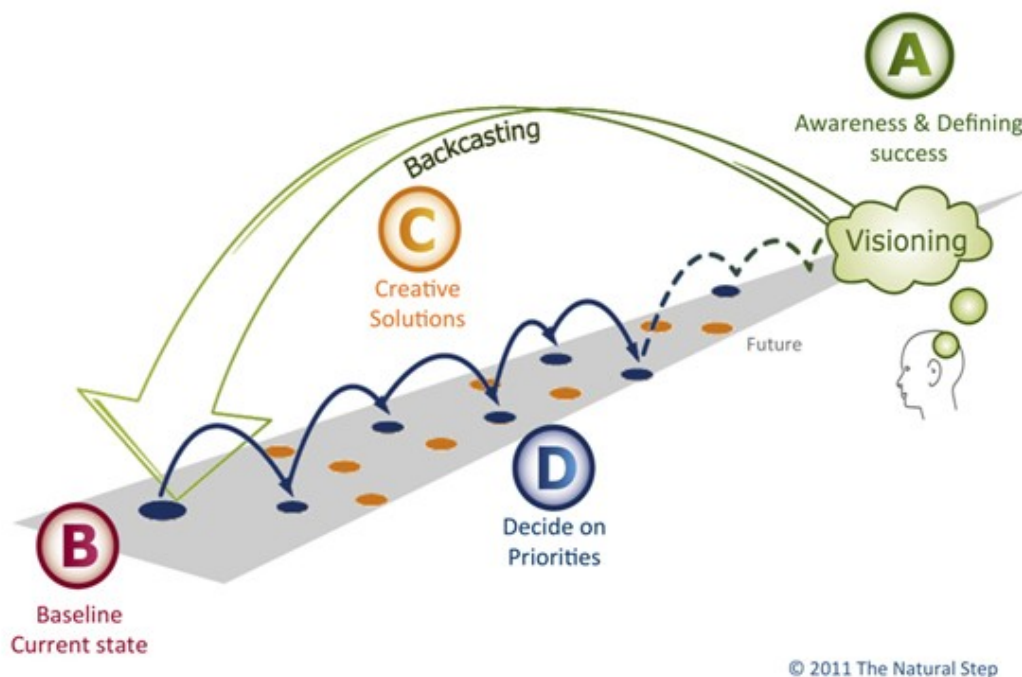 A
Awareness & Defining
success
Backcasting
Visioning
C
Creative
Solutions
Future
D
Decide on
Priorities
B
Baseline
Current state
© 2011 The Natural Step